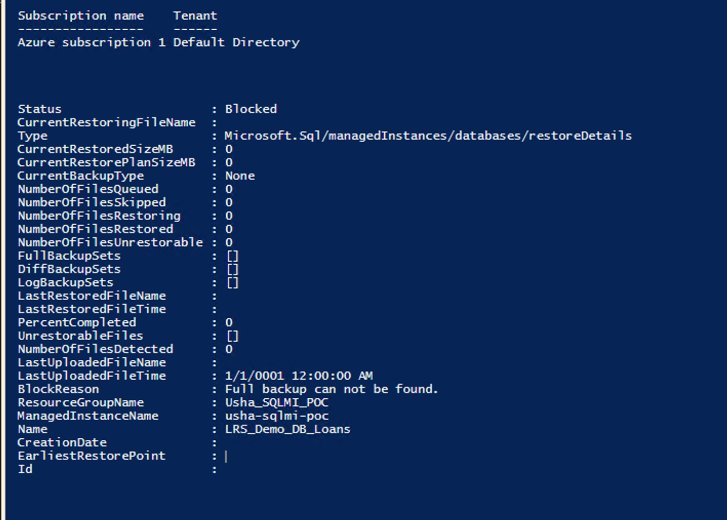 Subscription name    Tenant
-----------------    ------
Azure subscription 1 Default Directory
Status                      : Blocked
CurrentRestoringFileName    :
Type                        : Microsoft.Sql/managedInstances/databases/restoreDetails
CurrentRestoredSizeMB       : 0
CurrentRestorePlanSizeMB    : 0
CurrentBackupType           : None
NumberOfFilesQueued         : 0
NumberOfFilesSkipped        : 0
NumberOfFilesRestoring      : 0
NumberOfFilesRestored       : 0
NumberOfFilesUnrestorable   : 0
FullBackupSets              : []
DiffBackupSets              : []
LogBackupSets               : []
LastRestoredFileName        :
LastRestoredFileTime        :
PercentCompleted            : 0
UnrestorableFiles           : []
NumberOfFilesDetected       : 0
LastUploadedFileName        :
LastUploadedFileTime        : 1/1/0001 12:00:00 AM
BlockReason                 : Full backup can not be found.
ResourceGroupName           : Usha_SQLMI_POC
ManagedInstanceName         : usha-sqlmi-poc
Name                        : LRS_Demo_DB_Loans
CreationDate                :
EarliestRestorePoint        :
Id                          :